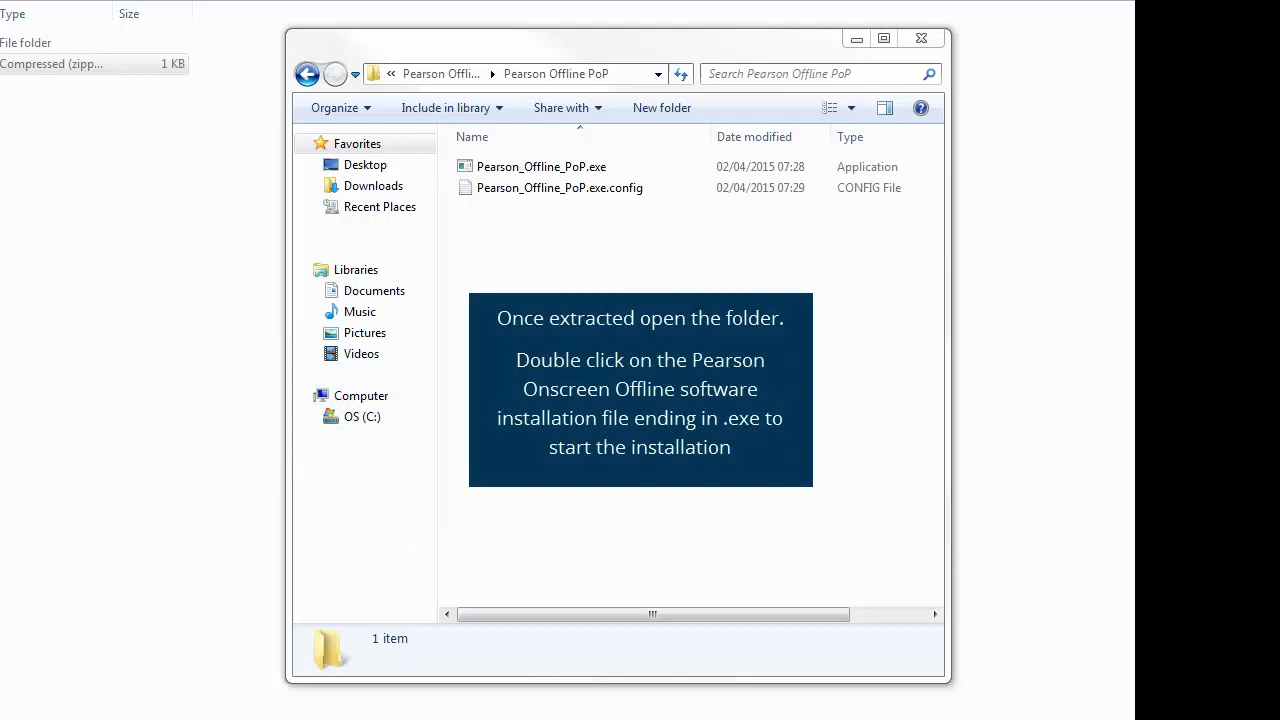 Type Size
File folder
Compressed (zipp... 1 KB
« Pearson Offli... Pearson Offline PoP
Search Pearson Offline PoP
Organize Include in library Share with New folder
Name Date modified Type
Favorites
Desktop
Downloads
Recent Places
Libraries
Documents
Music
Pictures
Videos
Computer
OS (C:)
Pearson_Offline_PoP.exe 02/04/2015 07:28 Application
Pearson_Offline_PoP.exe.config 02/04/2015 07:29 CONFIG File
Once extracted open the folder.
Double click on the Pearson
Onscreen Offline software
installation file ending in .exe to
start the installation
1 item